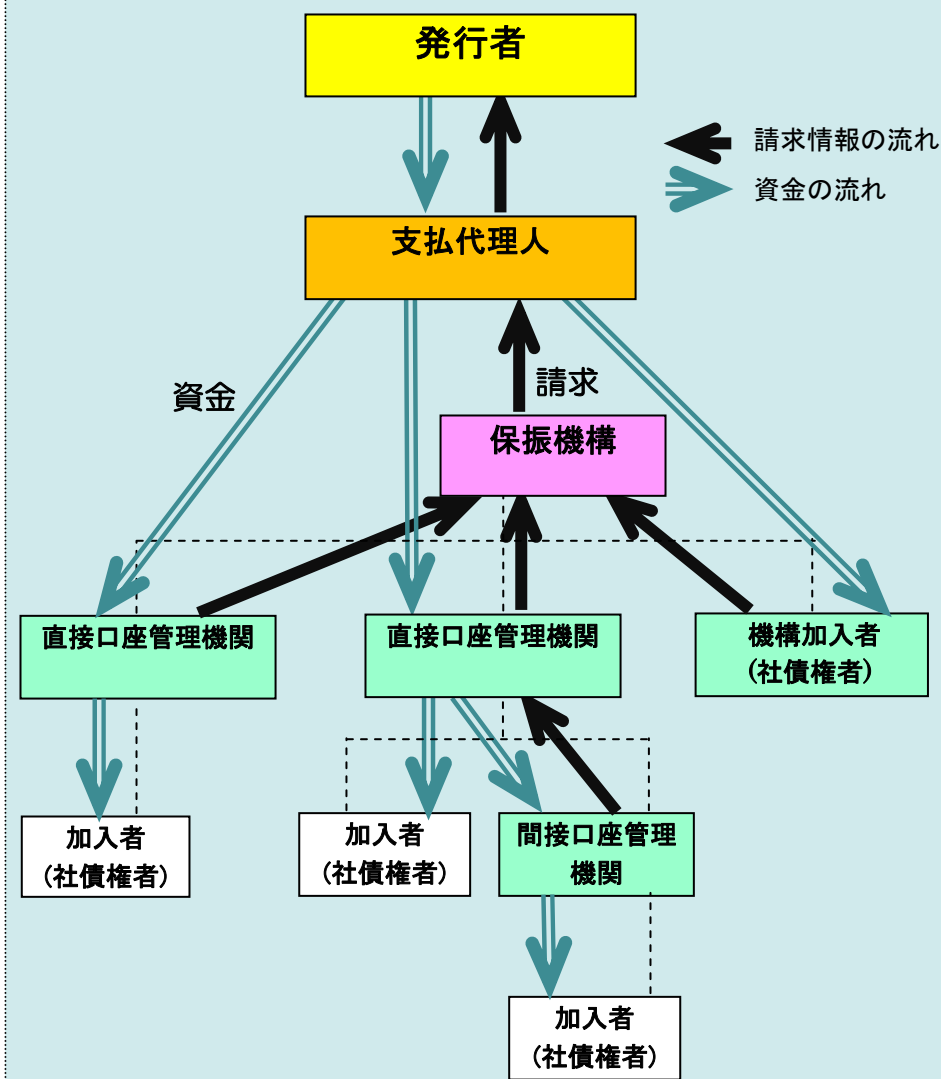 発行者
請求情報の流れ
資金の流れ
支払代理人
資金
請求
保振機構
直接口座管理機関
直接口座管理機関
機構加入者
(社債権者)
加入者
(社債権者)
加入者
(社債権者)
間接口座管理
機関
加入者
(社債権者)